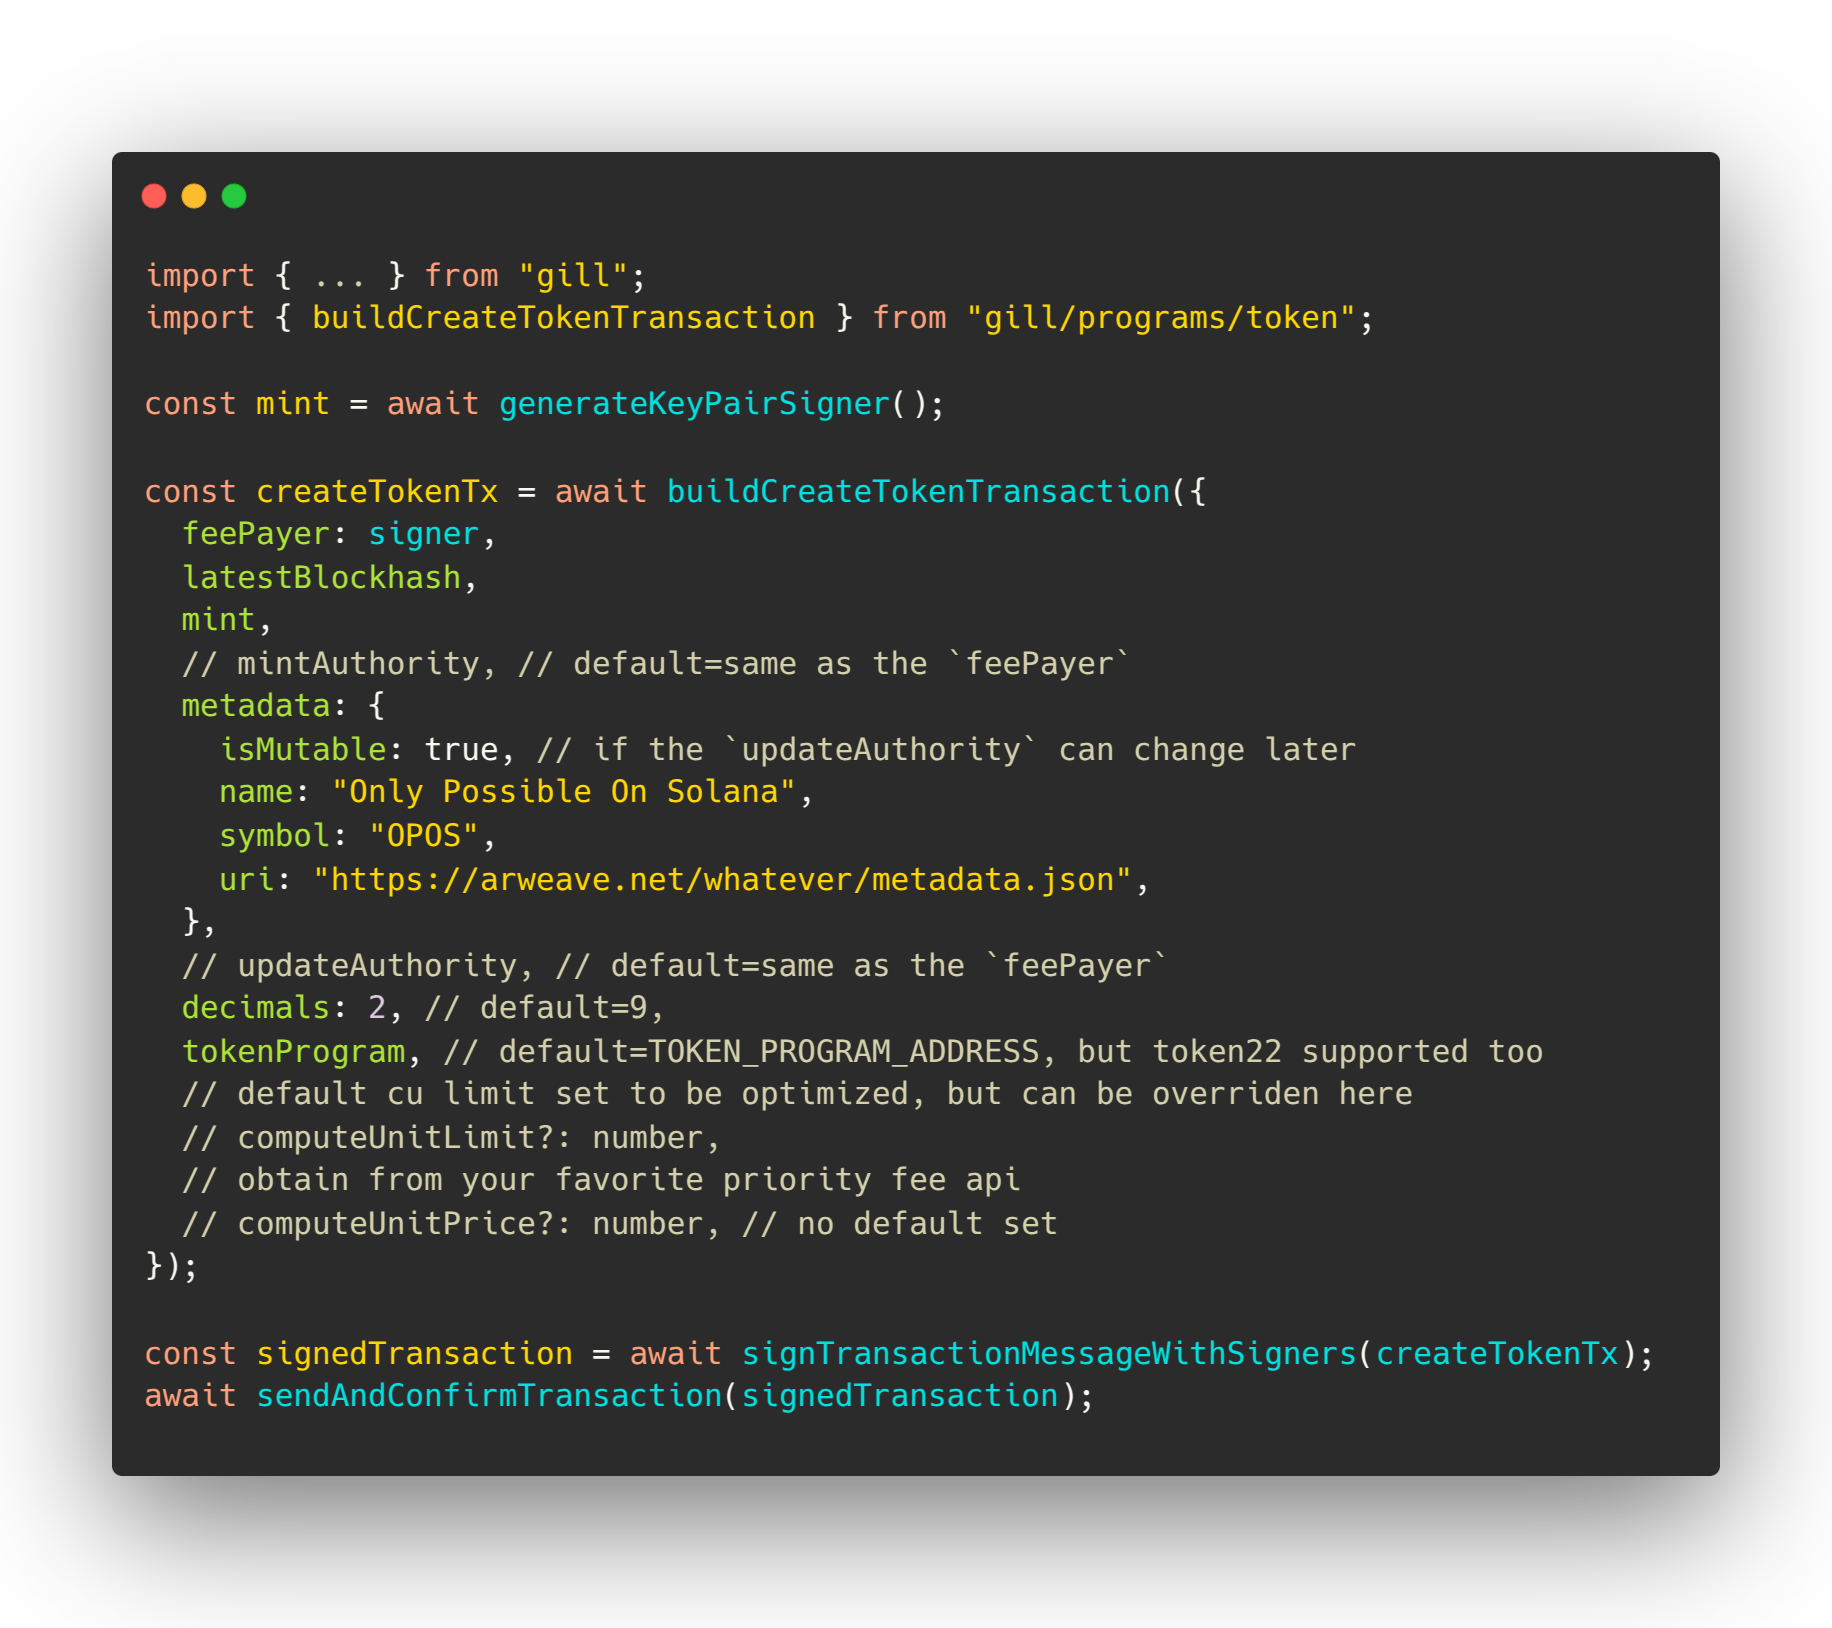 import { ... } from "gill";
import { buildCreateTokenTransaction } from "gill/programs/token";

const mint = await generateKeyPairSigner();

const createTokenTx = await buildCreateTokenTransaction({
  feePayer: signer,
  latestBlockhash,
  mint,
  // mintAuthority, // default=same as the `feePayer`
  metadata: {
    isMutable: true, // if the `updateAuthority` can change later
    name: "Only Possible On Solana",
    symbol: "OPOS",
    uri: "https://arweave.net/whatever/metadata.json",
  },
  // updateAuthority, // default=same as the `feePayer`
  decimals: 2, // default=9,
  tokenProgram, // default=TOKEN_PROGRAM_ADDRESS, but token22 supported too
  // default cu limit set to be optimized, but can be overriden here
  // computeUnitLimit?: number,
  // obtain from your favorite priority fee api
  // computeUnitPrice?: number, // no default set
});

const signedTransaction = await signTransactionMessageWithSigners(createTokenTx);
await sendAndConfirmTransaction(signedTransaction);